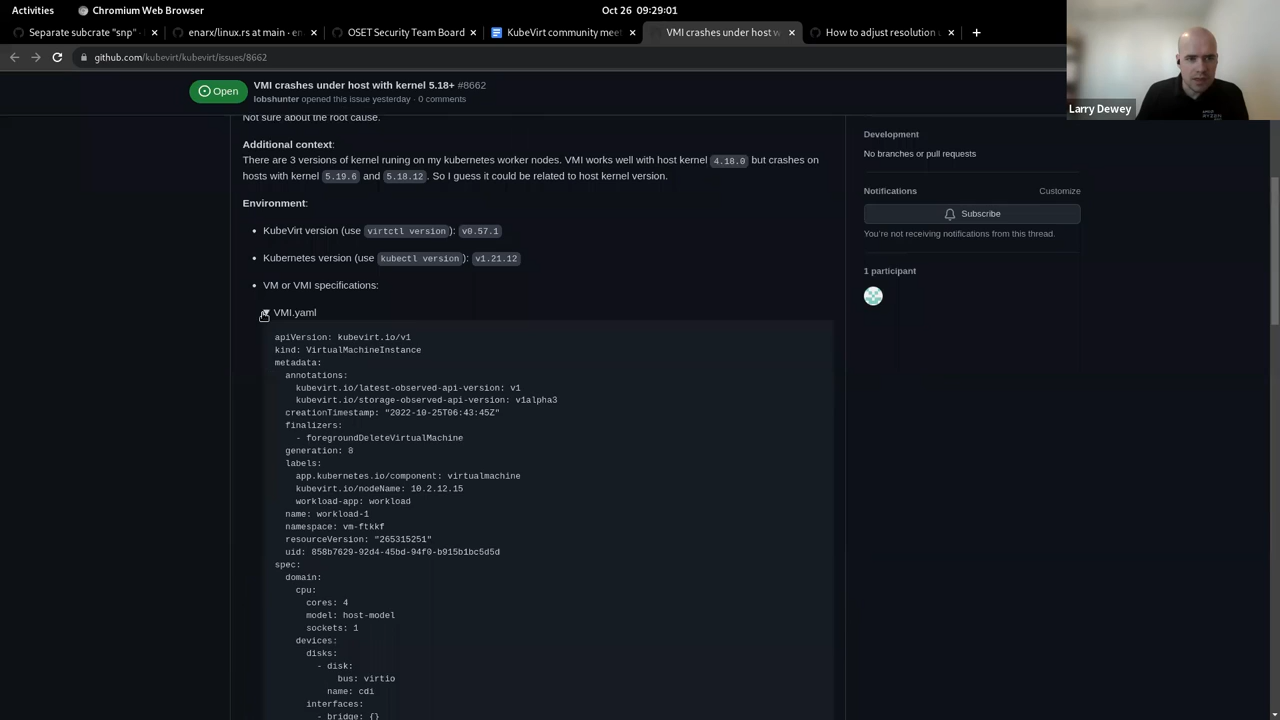 Activities
Chromium Web Browser
Oct 26 09:29:01
Separate subcrate "snp" ·
enarx/linux.rs at main · en
OSET Security Team Board
KubeVirt community mee
VMI crashes under host w
How to adjust resolution
github.com/kubevirt/kubevirt/issues/8662
Open
VMI crashes under host with kernel 5.18+ #8662
lobshunter opened this issue yesterday · 0 comments
Larry Dewey
Not sure about the root cause.
Additional context:
There are 3 versions of kernel runing on my kubernetes worker nodes. VMI works well with host kernel 4.18.0 but crashes on
hosts with kernel 5.19.6 and 5.18.12. So I guess it could be related to host kernel version.
Environment:
• KubeVirt version (use virtctl version): v0.57.1
• Kubernetes version (use kubectl version): v1.21.12
• VM or VMI specifications:
VMI.yaml
apiVersion: kubevirt.io/v1
kind: VirtualMachineInstance
metadata:
  annotations:
    kubevirt.io/latest-observed-api-version: v1
    kubevirt.io/storage-observed-api-version: v1alpha3
  creationTimestamp: "2022-10-25T06:43:45Z"
  finalizers:
    - foregroundDeleteVirtualMachine
  generation: 8
  labels:
    app.kubernetes.io/component: virtualmachine
    kubevirt.io/nodeName: 10.2.12.15
    workload-app: workload
  name: workload-1
  namespace: vm-ftkkf
  resourceVersion: "265315251"
  uid: 858b7629-92d4-45bd-94f0-b915b1bc5d5d
spec:
  domain:
    cpu:
      cores: 4
      model: host-model
      sockets: 1
    devices:
      disks:
        - disk:
            bus: virtio
          name: cdi
      interfaces:
        - bridge: {}
Development
No branches or pull requests
Notifications
Customize
Subscribe
You're not receiving notifications from this thread.
1 participant